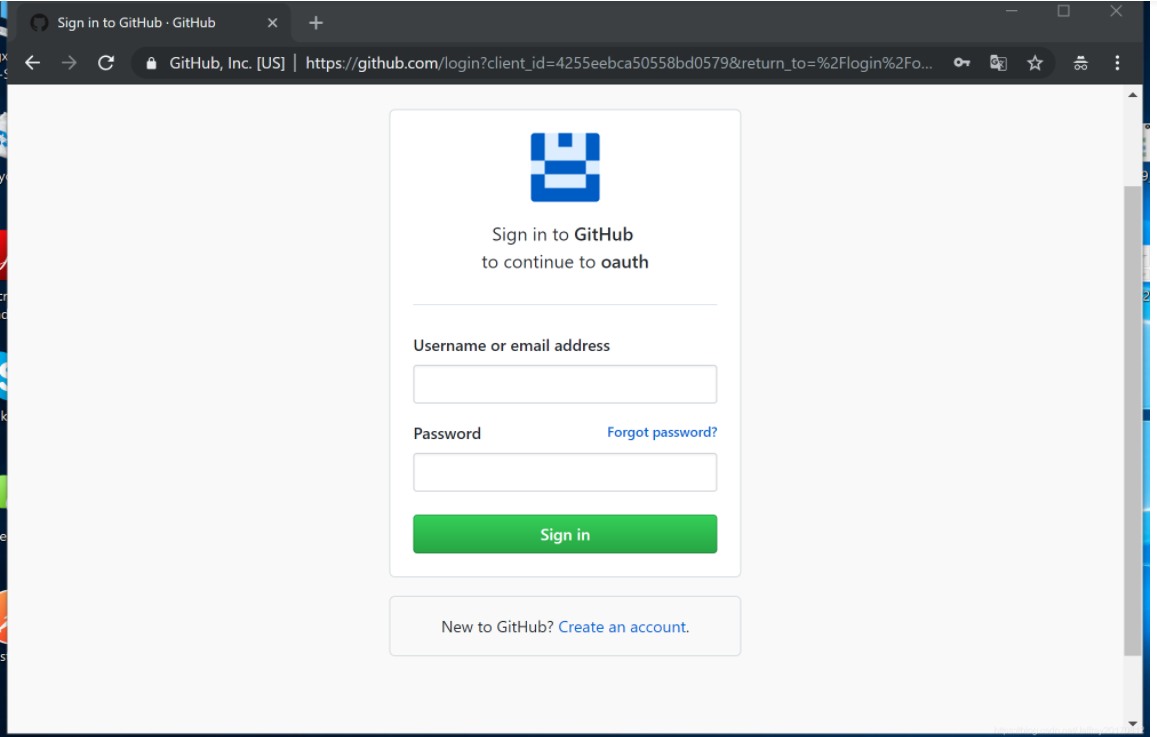 Sign in to GitHub · GitHub
GitHub, Inc. [US] | https://github.com/login?client_id=4255eebca50558bd0579&return_to=%2Flogin%2Fo...
Sign in to GitHub
to continue to oauth
Username or email address
Password
Forgot password?
Sign in
New to GitHub? Create an account.